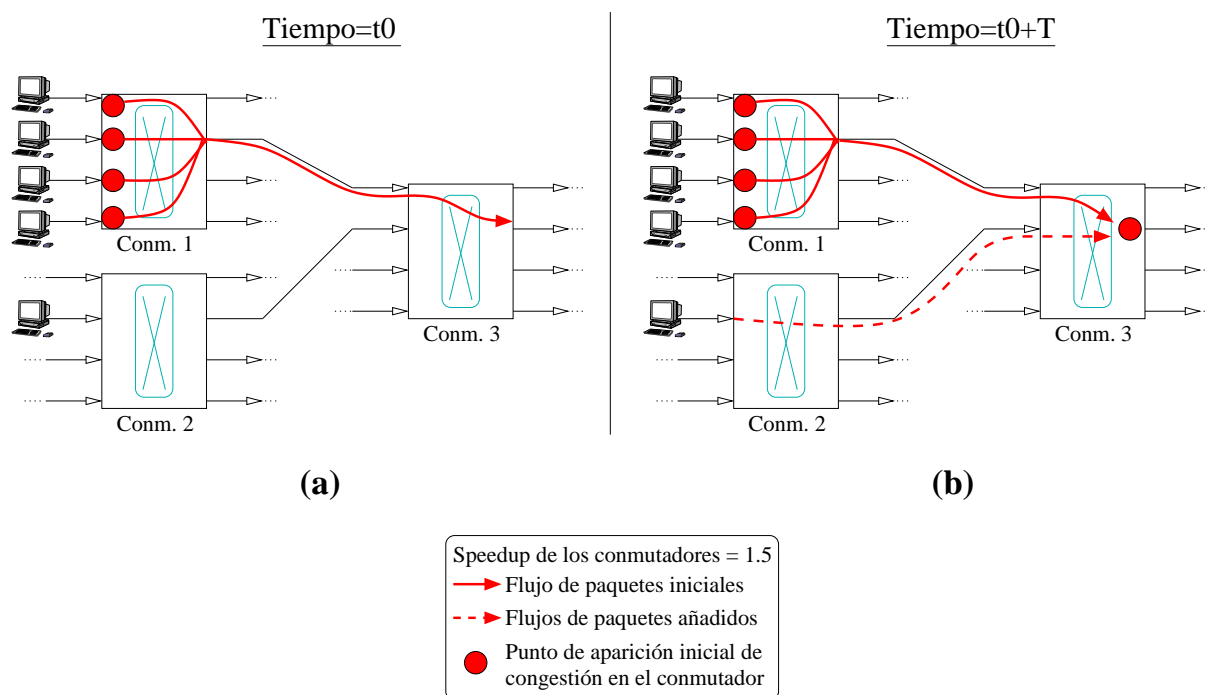 Tiempo=t0
Tiempo=t0+T
Conm. 1
Conm. 2
Conm. 3
Conm. 1
Conm. 2
Conm. 3
(a)
(b)
Speedup de los conmutadores = 1.5
Flujo de paquetes iniciales
Flujos de paquetes añadidos
Punto de aparición inicial de
congestión en el conmutador